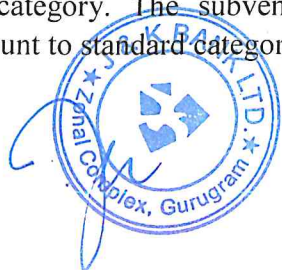 category. The subven
unt to standard categor
★ J & K BANK LTD. ★
Zonal Complex, Gurugram